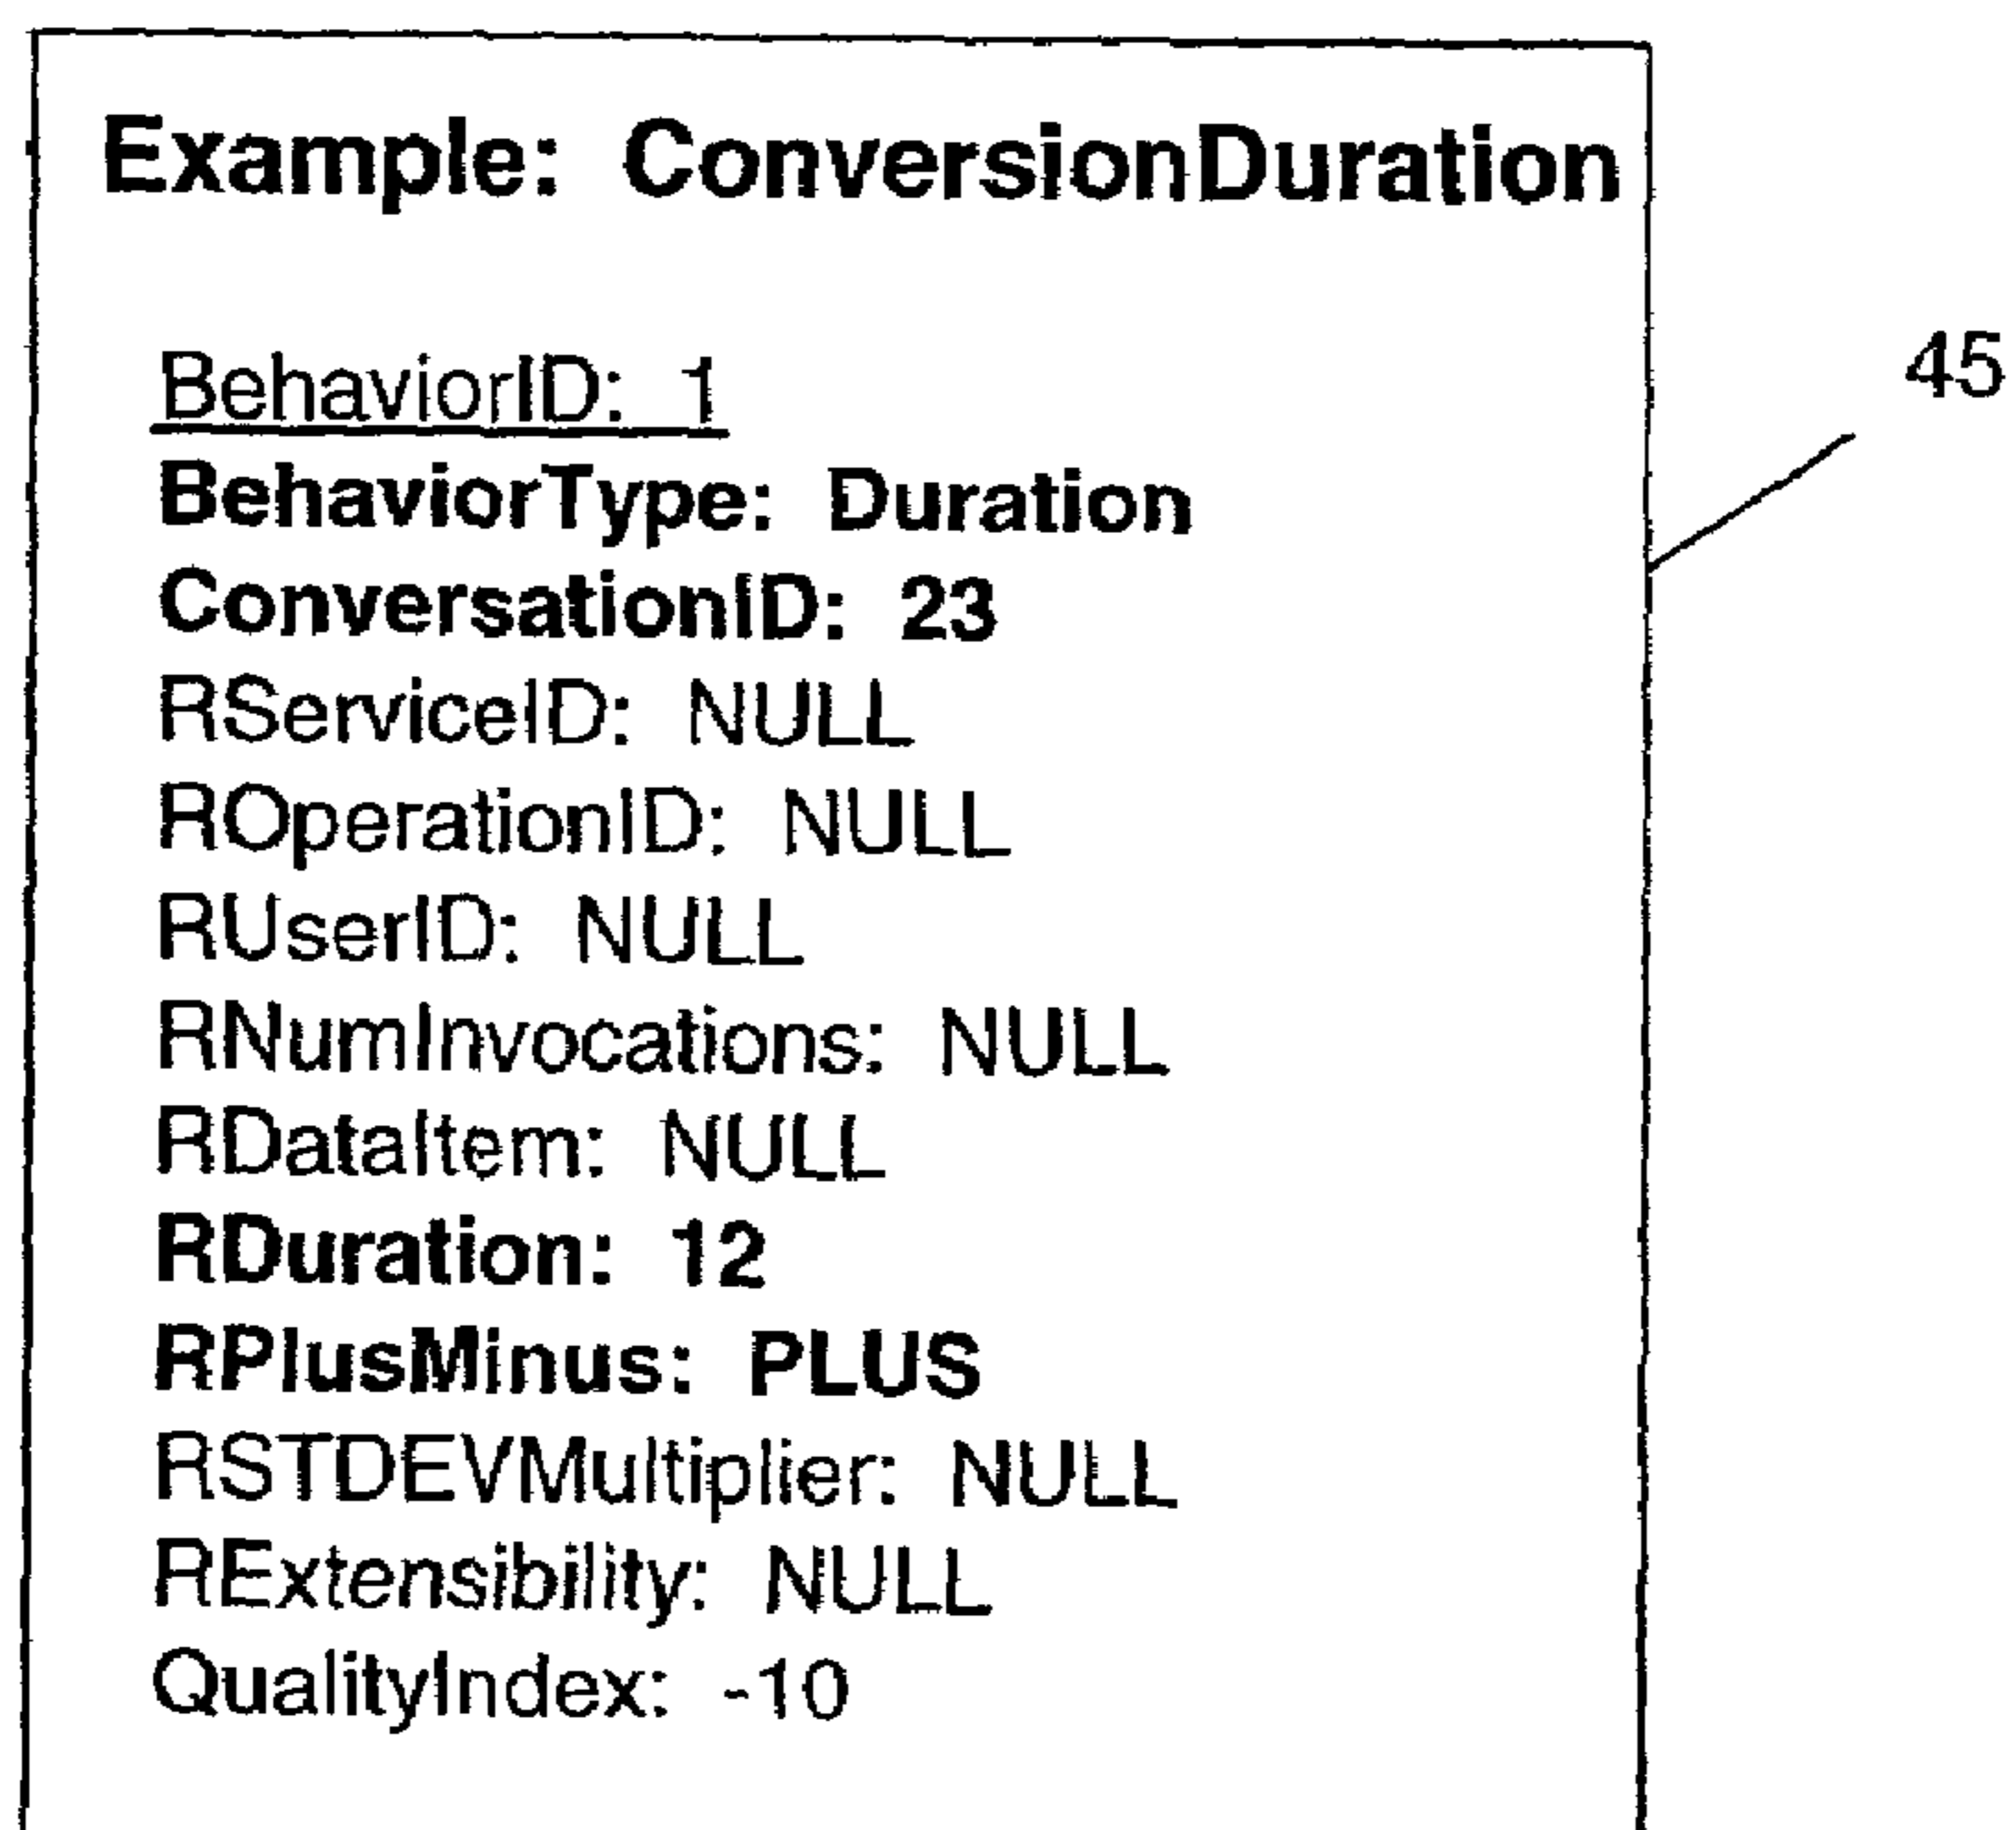 Example: ConversionDuration
45
BehaviorID: 1
BehaviorType: Duration
ConversationID: 23
RServiceID: NULL
ROperationID: NULL
RUserID: NULL
RNumInvocations: NULL
RDataItem: NULL
RDuration: 12
RPlusMinus: PLUS
RSTDEVMultiplier: NULL
RExtensibility: NULL
QualityIndex: -10